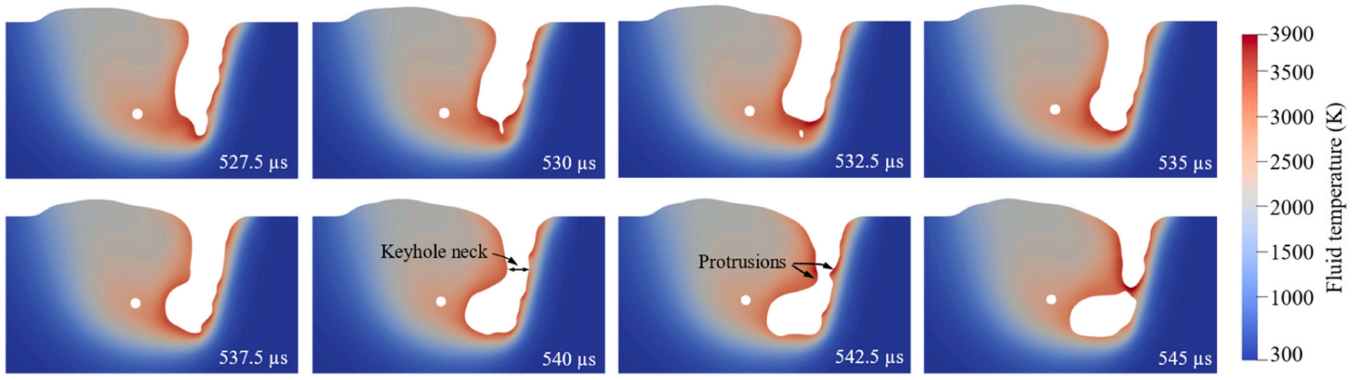 527.5 µs
530 µs
532.5 µs
535 µs
Keyhole neck
Protrusions
537.5 µs
540 µs
542.5 µs
545 µs
3900
3500
3000
2500
2000
1500
1000
300
Fluid temperature (K)